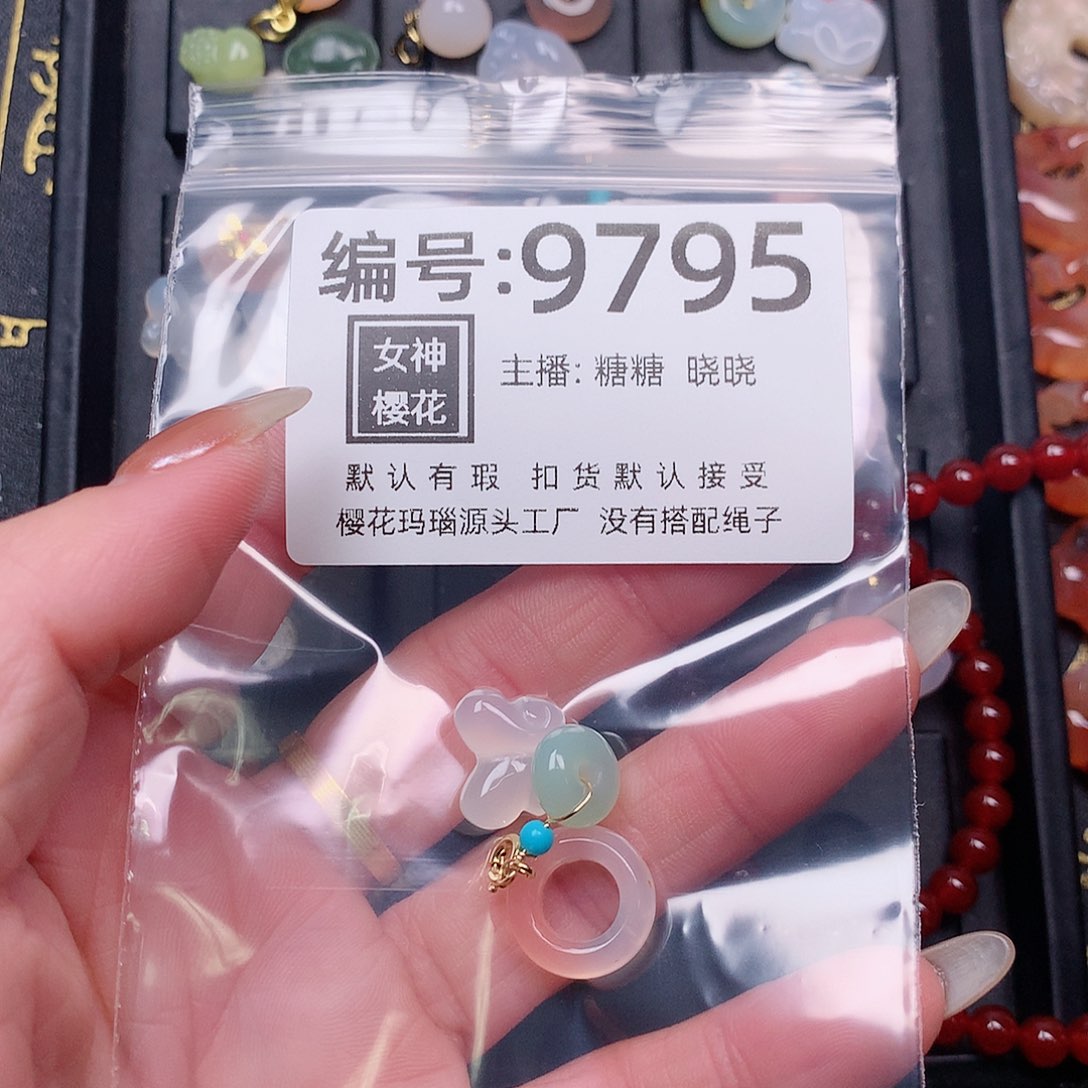 编号:9795
女神
樱花
主播: 糖糖 晓晓
默认有瑕 扣货默认接受
樱花玛瑙源头工厂 没有搭配绳子